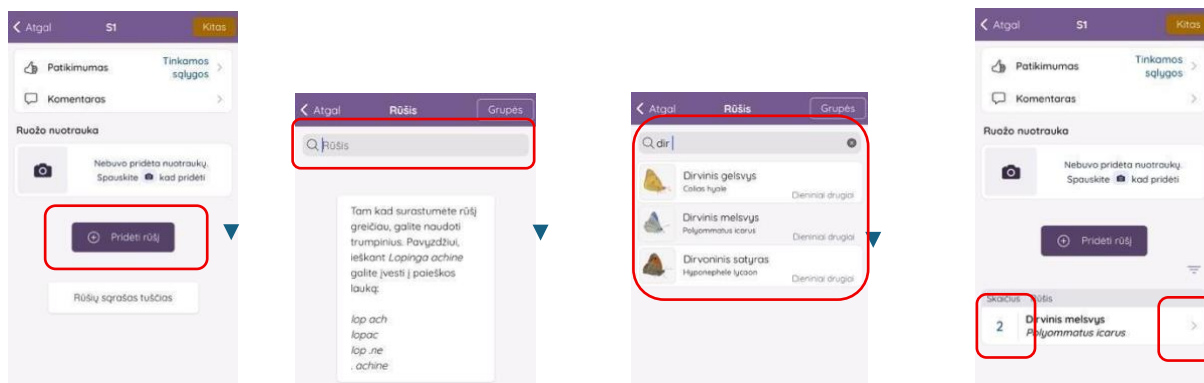 Atgal S1 Kitas
Patikimumas Tinkamos
sąlygos
Komentaras
Ruožo nuotrauka
Nebuvo pridėta nuotraukų.
Spauskite kad pridėti
Pridėti rūšį
Rūšių sąrašas tuščias
Atgal Rūšis Grupės
Rūšis
Tam kad surastumėte rūšį
greičiau, galite naudoti
trumpinius. Pavyzdžiui,
ieškant Lopinga achine
galite įvesti į paieškos
lauką:
lop ach
lopac
lop .ne
. achine
Atgal Rūšis Grupės
dir
Dirvinis gelsvys
Colias hyale
Dieniniai drugiai
Dirvinis melsvys
Polyommatus icarus
Dieniniai drugiai
Dirvoninis satyras
Hyponephele lycaon
Dieniniai drugiai
Atgal S1 Kitas
Patikimumas Tinkamos
sąlygos
Komentaras
Ruožo nuotrauka
Nebuvo pridėta nuotraukų.
Spauskite kad pridėti
Pridėti rūšį
Skaičius Rūšis
2 Dirvinis melsvys
Polyommatus icarus